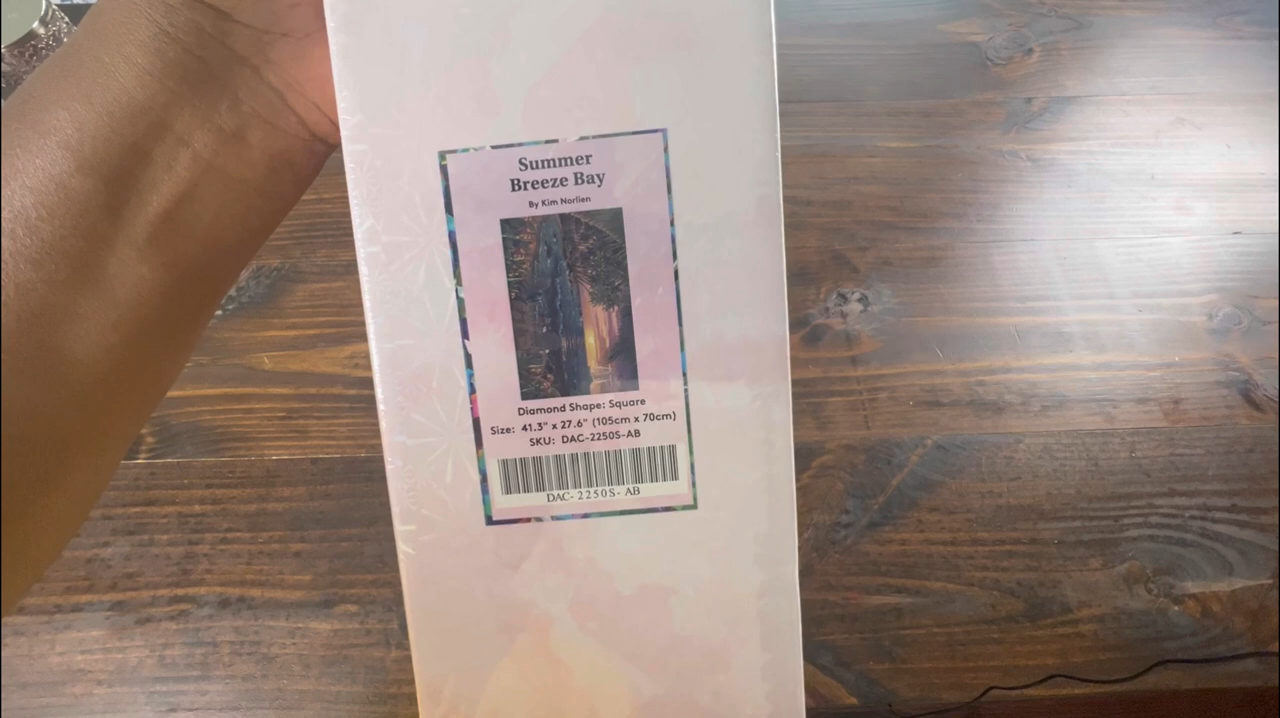 Summer
Breeze Bay
By Kim Norlien
Diamond Shape: Square
Size: 41.3" x 27.6" (105cm x 70cm)
SKU: DAC-2250S-AB
DAC- 2250S- AB